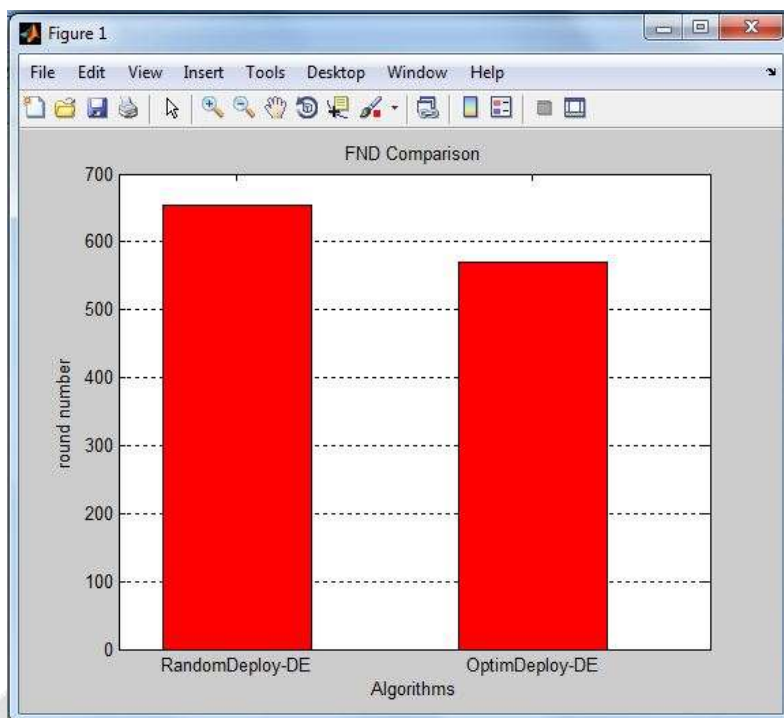 Figure 1
File Edit View Insert Tools Desktop Window Help
FND Comparison
700
600
500
400
300
200
100
0
round number
RandomDeploy-DE OptimDeploy-DE
Algorithms